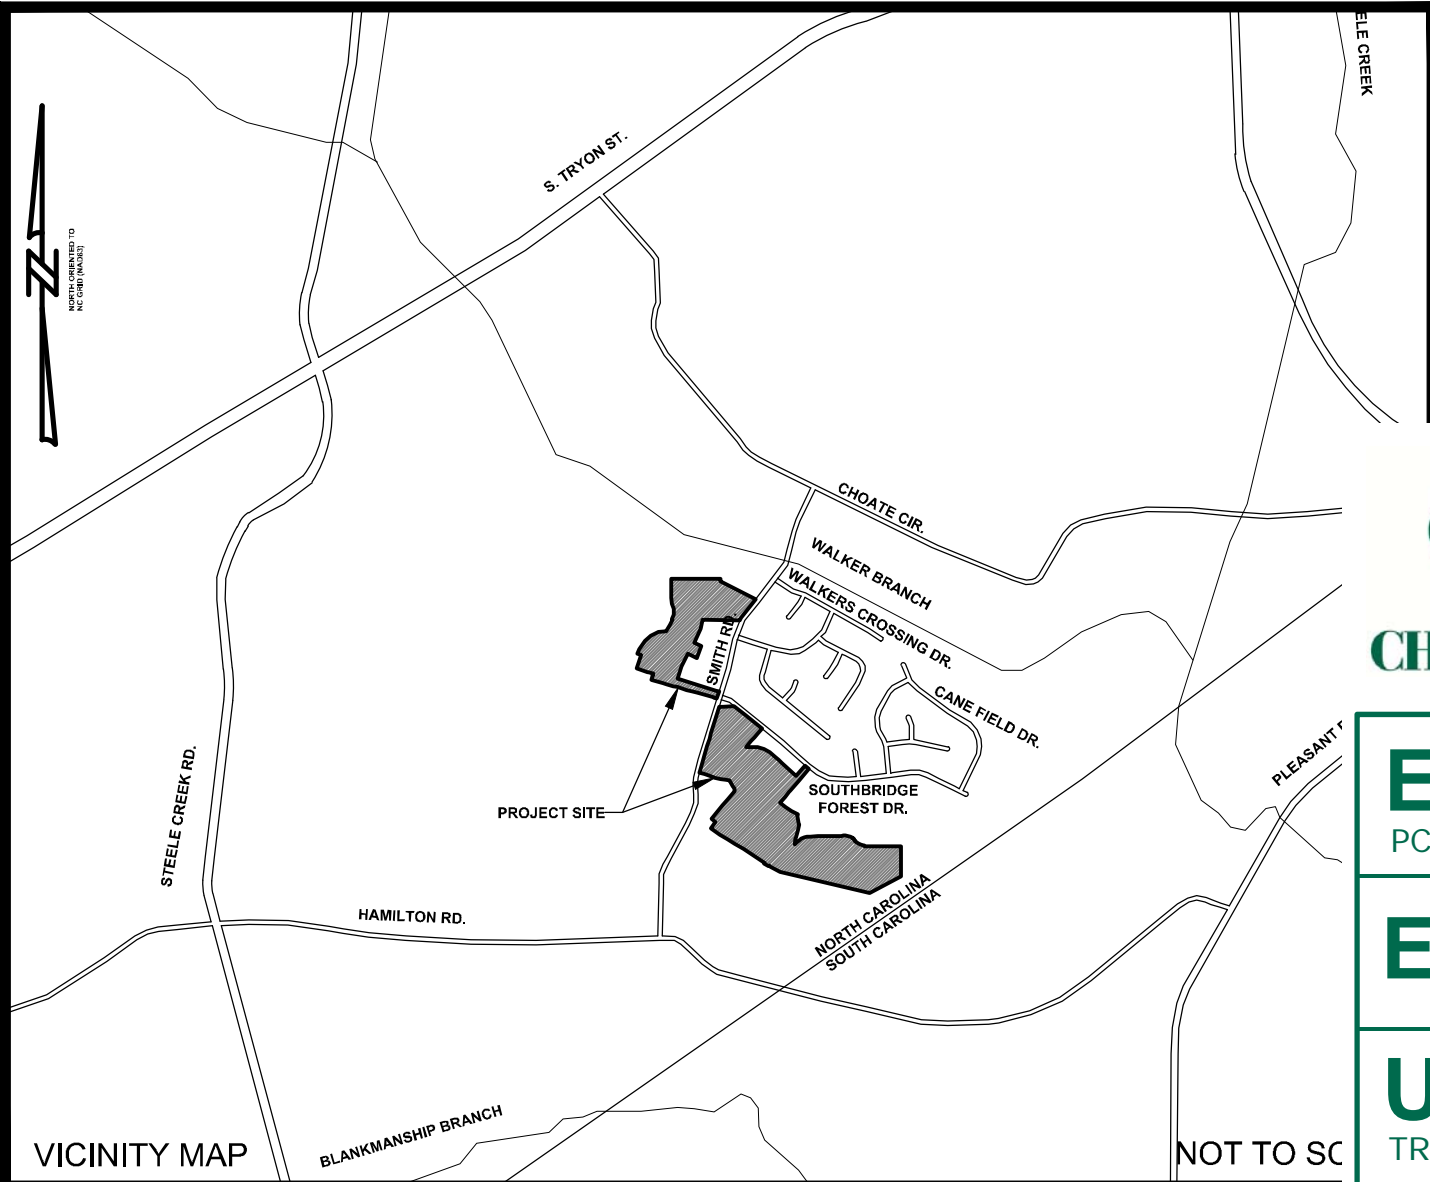 ELE CREEK
S. TRYON ST.
NORTH ORIENTED TO
NC GRID (NAD83)
CHOATE CIR.
WALKER BRANCH
WALKERS CROSSING DR.
SMITH RD.
CANE FIELD DR.
STEELE CREEK RD.
PLEASANT
PROJECT SITE
SOUTHBRIDGE
FOREST DR.
HAMILTON RD.
NORTH CAROLINA
SOUTH CAROLINA
BLANKMANSHIP BRANCH
VICINITY MAP
NOT TO SC
CH
E
PC
E
U
TR